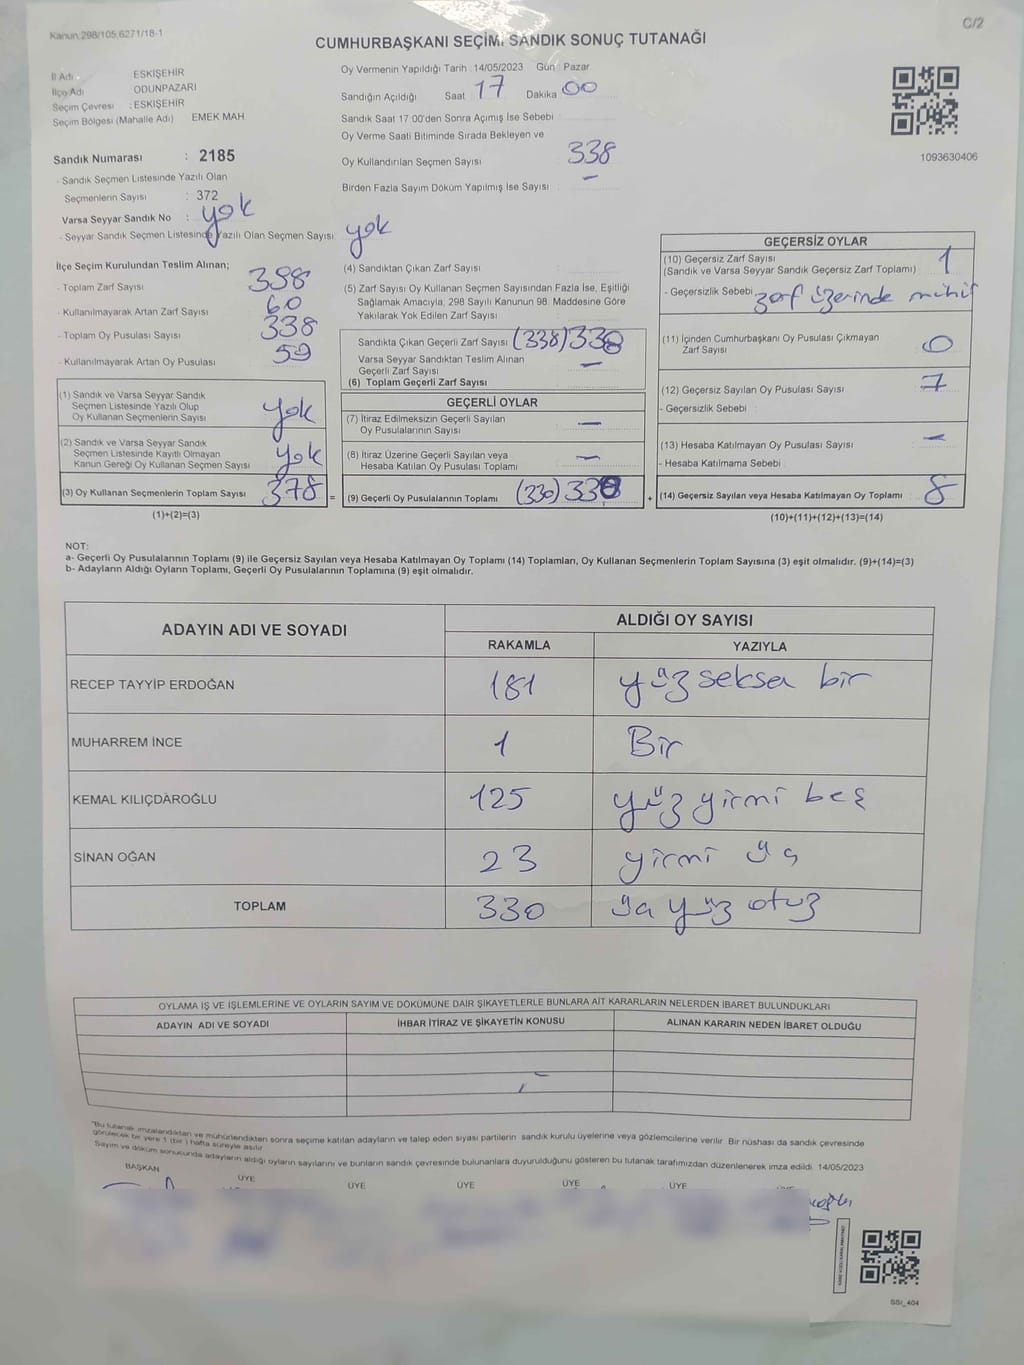 Kanun.298/105,6271/18-1
C/2
CUMHURBAŞKANI SEÇİMİ SANDIK SONUÇ TUTANAĞI
İl Adı : ESKİŞEHİR
İlçe Adı ODUNPAZARI
Seçim Çevresi : ESKİŞEHİR
Seçim Bölgesi (Mahalle Adı) EMEK MAH
Sandık Numarası : 2185
- Sandık Seçmen Listesinde Yazılı Olan
Seçmenlerin Sayısı : 372
Varsa Seyyar Sandık No : yok
- Seyyar Sandık Seçmen Listesinde Yazılı Olan Seçmen Sayısı yok
Oy Vermenin Yapıldığı Tarih : 14/05/2023 Gün : Pazar
Sandığın Açıldığı Saat 17 Dakika 00
Sandık Saat 17:00'den Sonra Açımış İse Sebebi
Oy Verme Saati Bitiminde Sırada Bekleyen ve
Oy Kullandırılan Seçmen Sayısı 338
Birden Fazla Sayım Döküm Yapılmış İse Sayısı –
1093630406
İlçe Seçim Kurulundan Teslim Alınan;
- Toplam Zarf Sayısı 398
- Kullanılmayarak Artan Zarf Sayısı 60
- Toplam Oy Pusulası Sayısı 338
- Kullanılmayarak Artan Oy Pusulası 59
(1) Sandık ve Varsa Seyyar Sandık
Seçmen Listesinde Yazılı Olup
Oy Kullanan Seçmenlerin Sayısı yok
(2) Sandık ve Varsa Seyyar Sandık
Seçmen Listesinde Kayıtlı Olmayan
Kanun Gereği Oy Kullanan Seçmen Sayısı yok
(3) Oy Kullanan Seçmenlerin Toplam Sayısı 378 =
(1)+(2)=(3)
(4) Sandıktan Çıkan Zarf Sayısı
(5) Zarf Sayısı Oy Kullanan Seçmen Sayısından Fazla İse, Eşitliği
Sağlamak Amacıyla, 298 Sayılı Kanunun 98. Maddesine Göre
Yakılarak Yok Edilen Zarf Sayısı
Sandıkta Çıkan Geçerli Zarf Sayısı (338) 338
Varsa Seyyar Sandıktan Teslim Alınan
Geçerli Zarf Sayısı –
(6) Toplam Geçerli Zarf Sayısı
GEÇERLİ OYLAR
(7) İtiraz Edilmeksizin Geçerli Sayılan
Oy Pusulalarının Sayısı –
(8) İtiraz Üzerine Geçerli Sayılan veya
Hesaba Katılan Oy Pusulası Toplamı –
(9) Geçerli Oy Pusulalarının Toplamı (330) 330 +
GEÇERSİZ OYLAR
(10) Geçersiz Zarf Sayısı
(Sandık ve Varsa Seyyar Sandık Geçersiz Zarf Toplamı) 1
- Geçersizlik Sebebi zarf üzerinde mühür
(11) İçinden Cumhurbaşkanı Oy Pusulası Çıkmayan
Zarf Sayısı 0
(12) Geçersiz Sayılan Oy Pusulası Sayısı 7
- Geçersizlik Sebebi
(13) Hesaba Katılmayan Oy Pusulası Sayısı –
- Hesaba Katılmama Sebebi
(14) Geçersiz Sayılan veya Hesaba Katılmayan Oy Toplamı 8
(10)+(11)+(12)+(13)=(14)
NOT:
a- Geçerli Oy Pusulalarının Toplamı (9) ile Geçersiz Sayılan veya Hesaba Katılmayan Oy Toplamı (14) Toplamları, Oy Kullanan Seçmenlerin Toplam Sayısına (3) eşit olmalıdır. (9)+(14)=(3)
b- Adayların Aldığı Oyların Toplamı, Geçerli Oy Pusulalarının Toplamına (9) eşit olmalıdır.
ADAYIN ADI VE SOYADI
ALDIĞI OY SAYISI
RAKAMLA YAZIYLA
RECEP TAYYİP ERDOĞAN 181 yüz seksen bir
MUHARREM İNCE 1 Bir
KEMAL KILIÇDAROĞLU 125 yüz yirmi beş
SİNAN OĞAN 23 yirmi üç
TOPLAM 330 üç yüz otuz
OYLAMA İŞ VE İŞLEMLERİNE VE OYLARIN SAYIM VE DÖKÜMÜNE DAİR ŞİKAYETLERLE BUNLARA AİT KARARLARIN NELERDEN İBARET BULUNDUKLARI
ADAYIN ADI VE SOYADI İHBAR İTİRAZ VE ŞİKAYETİN KONUSU ALINAN KARARIN NEDEN İBARET OLDUĞU
"Bu tutanak imzalandıktan ve mühürlendikten sonra seçime katılan adayların ve talep eden siyasi partilerin sandık kurulu üyelerine veya gözlemcilerine verilir. Bir nüshası da sandık çevresinde
görülecek bir yere 1 (bir) hafta süreyle asılır.
Sayım ve döküm sonucunda adayların aldığı oyların sayılarını ve bunların sandık çevresinde bulunanlara duyurulduğunu gösteren bu tutanak tarafımızdan düzenlenerek imza edildi. 14/05/2023
BAŞKAN ÜYE ÜYE ÜYE ÜYE ÜYE ÜYE
SSI_404